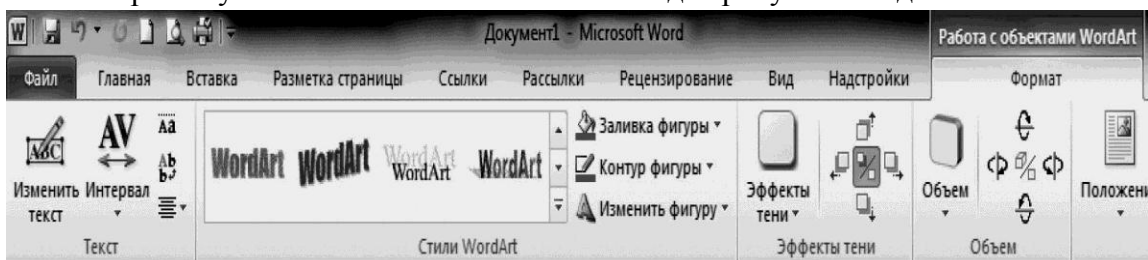 Документ1 - Microsoft Word
Работа с объектами WordArt
Файл Главная Вставка Разметка страницы Ссылки Рассылки Рецензирование Вид Надстройки Формат
Изменить текст
Интервал
WordArt WordArt WordArt WordArt
Заливка фигуры
Контур фигуры
Изменить фигуру
Эффекты тени
Объем
Положени
Текст Стили WordArt Эффекты тени Объем